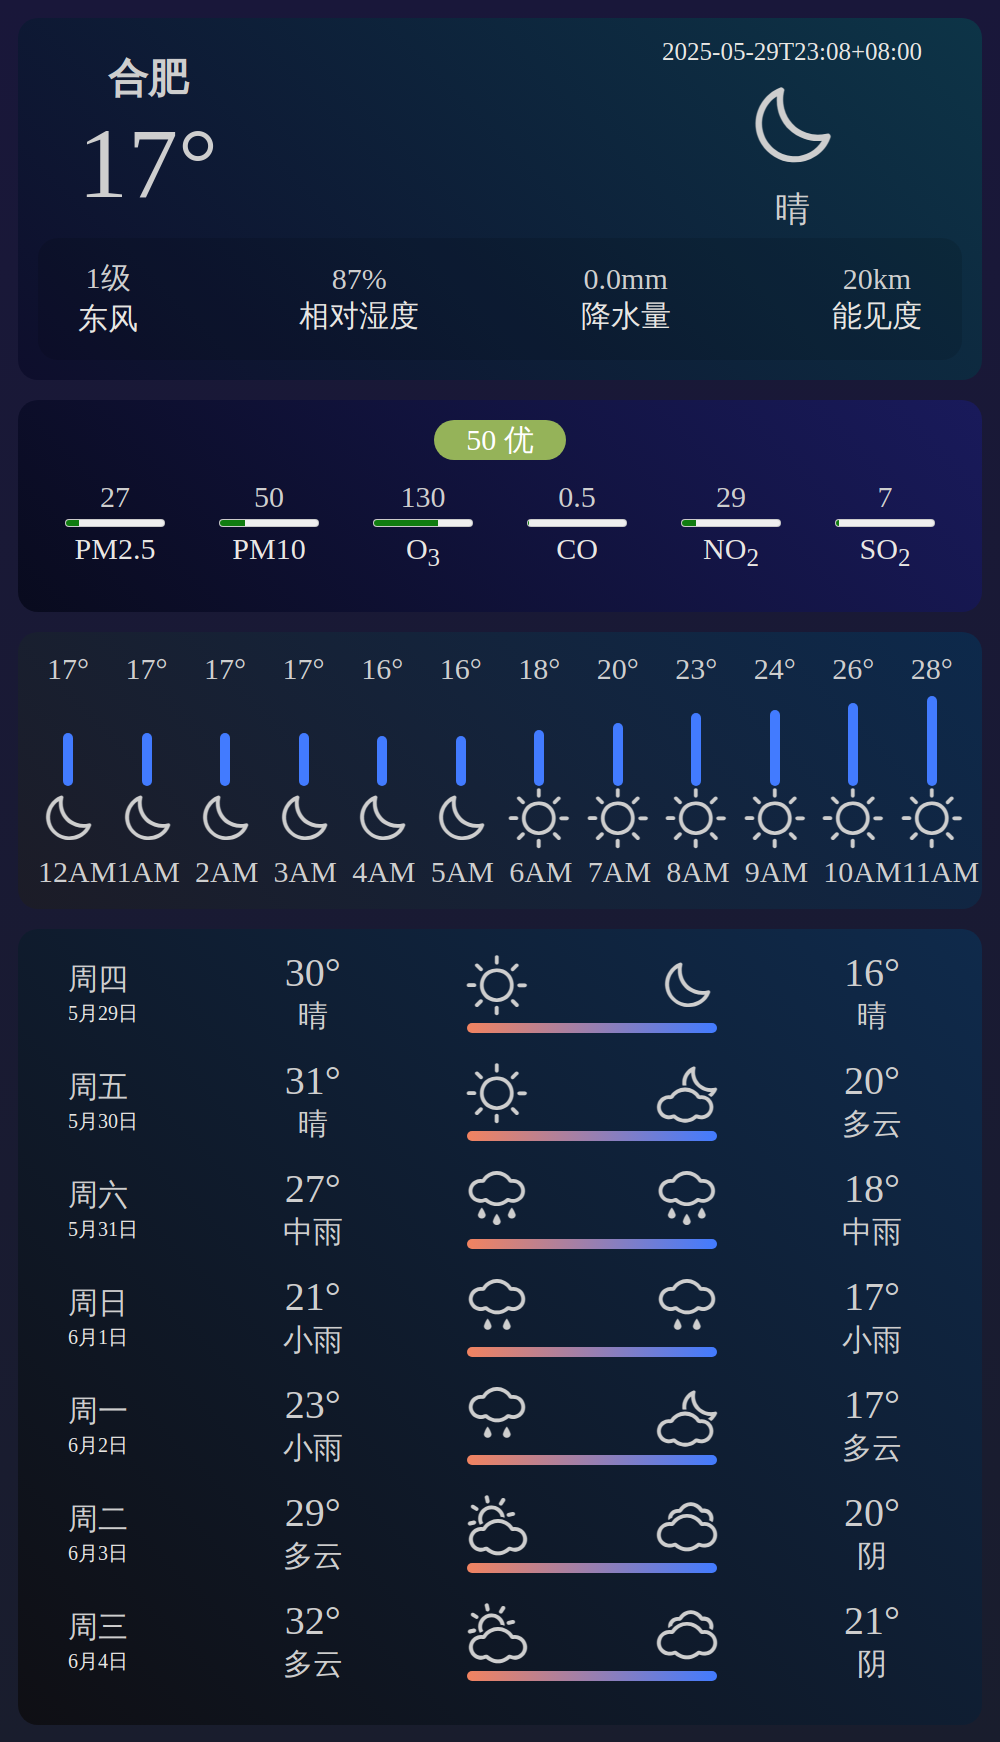 合肥
17°
2025-05-29T23:08+08:00
晴
1级 87% 0.0mm 20km
东风 相对湿度 降水量 能见度
50 优
27 50 130 0.5 29 7
PM2.5 PM10 O3 CO NO2 SO2
17° 17° 17° 17° 16° 16° 18° 20° 23° 24° 26° 28°
12AM 1AM 2AM 3AM 4AM 5AM 6AM 7AM 8AM 9AM 10AM 11AM
周四 30° 16°
5月29日 晴 晴
周五 31° 20°
5月30日 晴 多云
周六 27° 18°
5月31日 中雨 中雨
周日 21° 17°
6月1日 小雨 小雨
周一 23° 17°
6月2日 小雨 多云
周二 29° 20°
6月3日 多云 阴
周三 32° 21°
6月4日 多云 阴